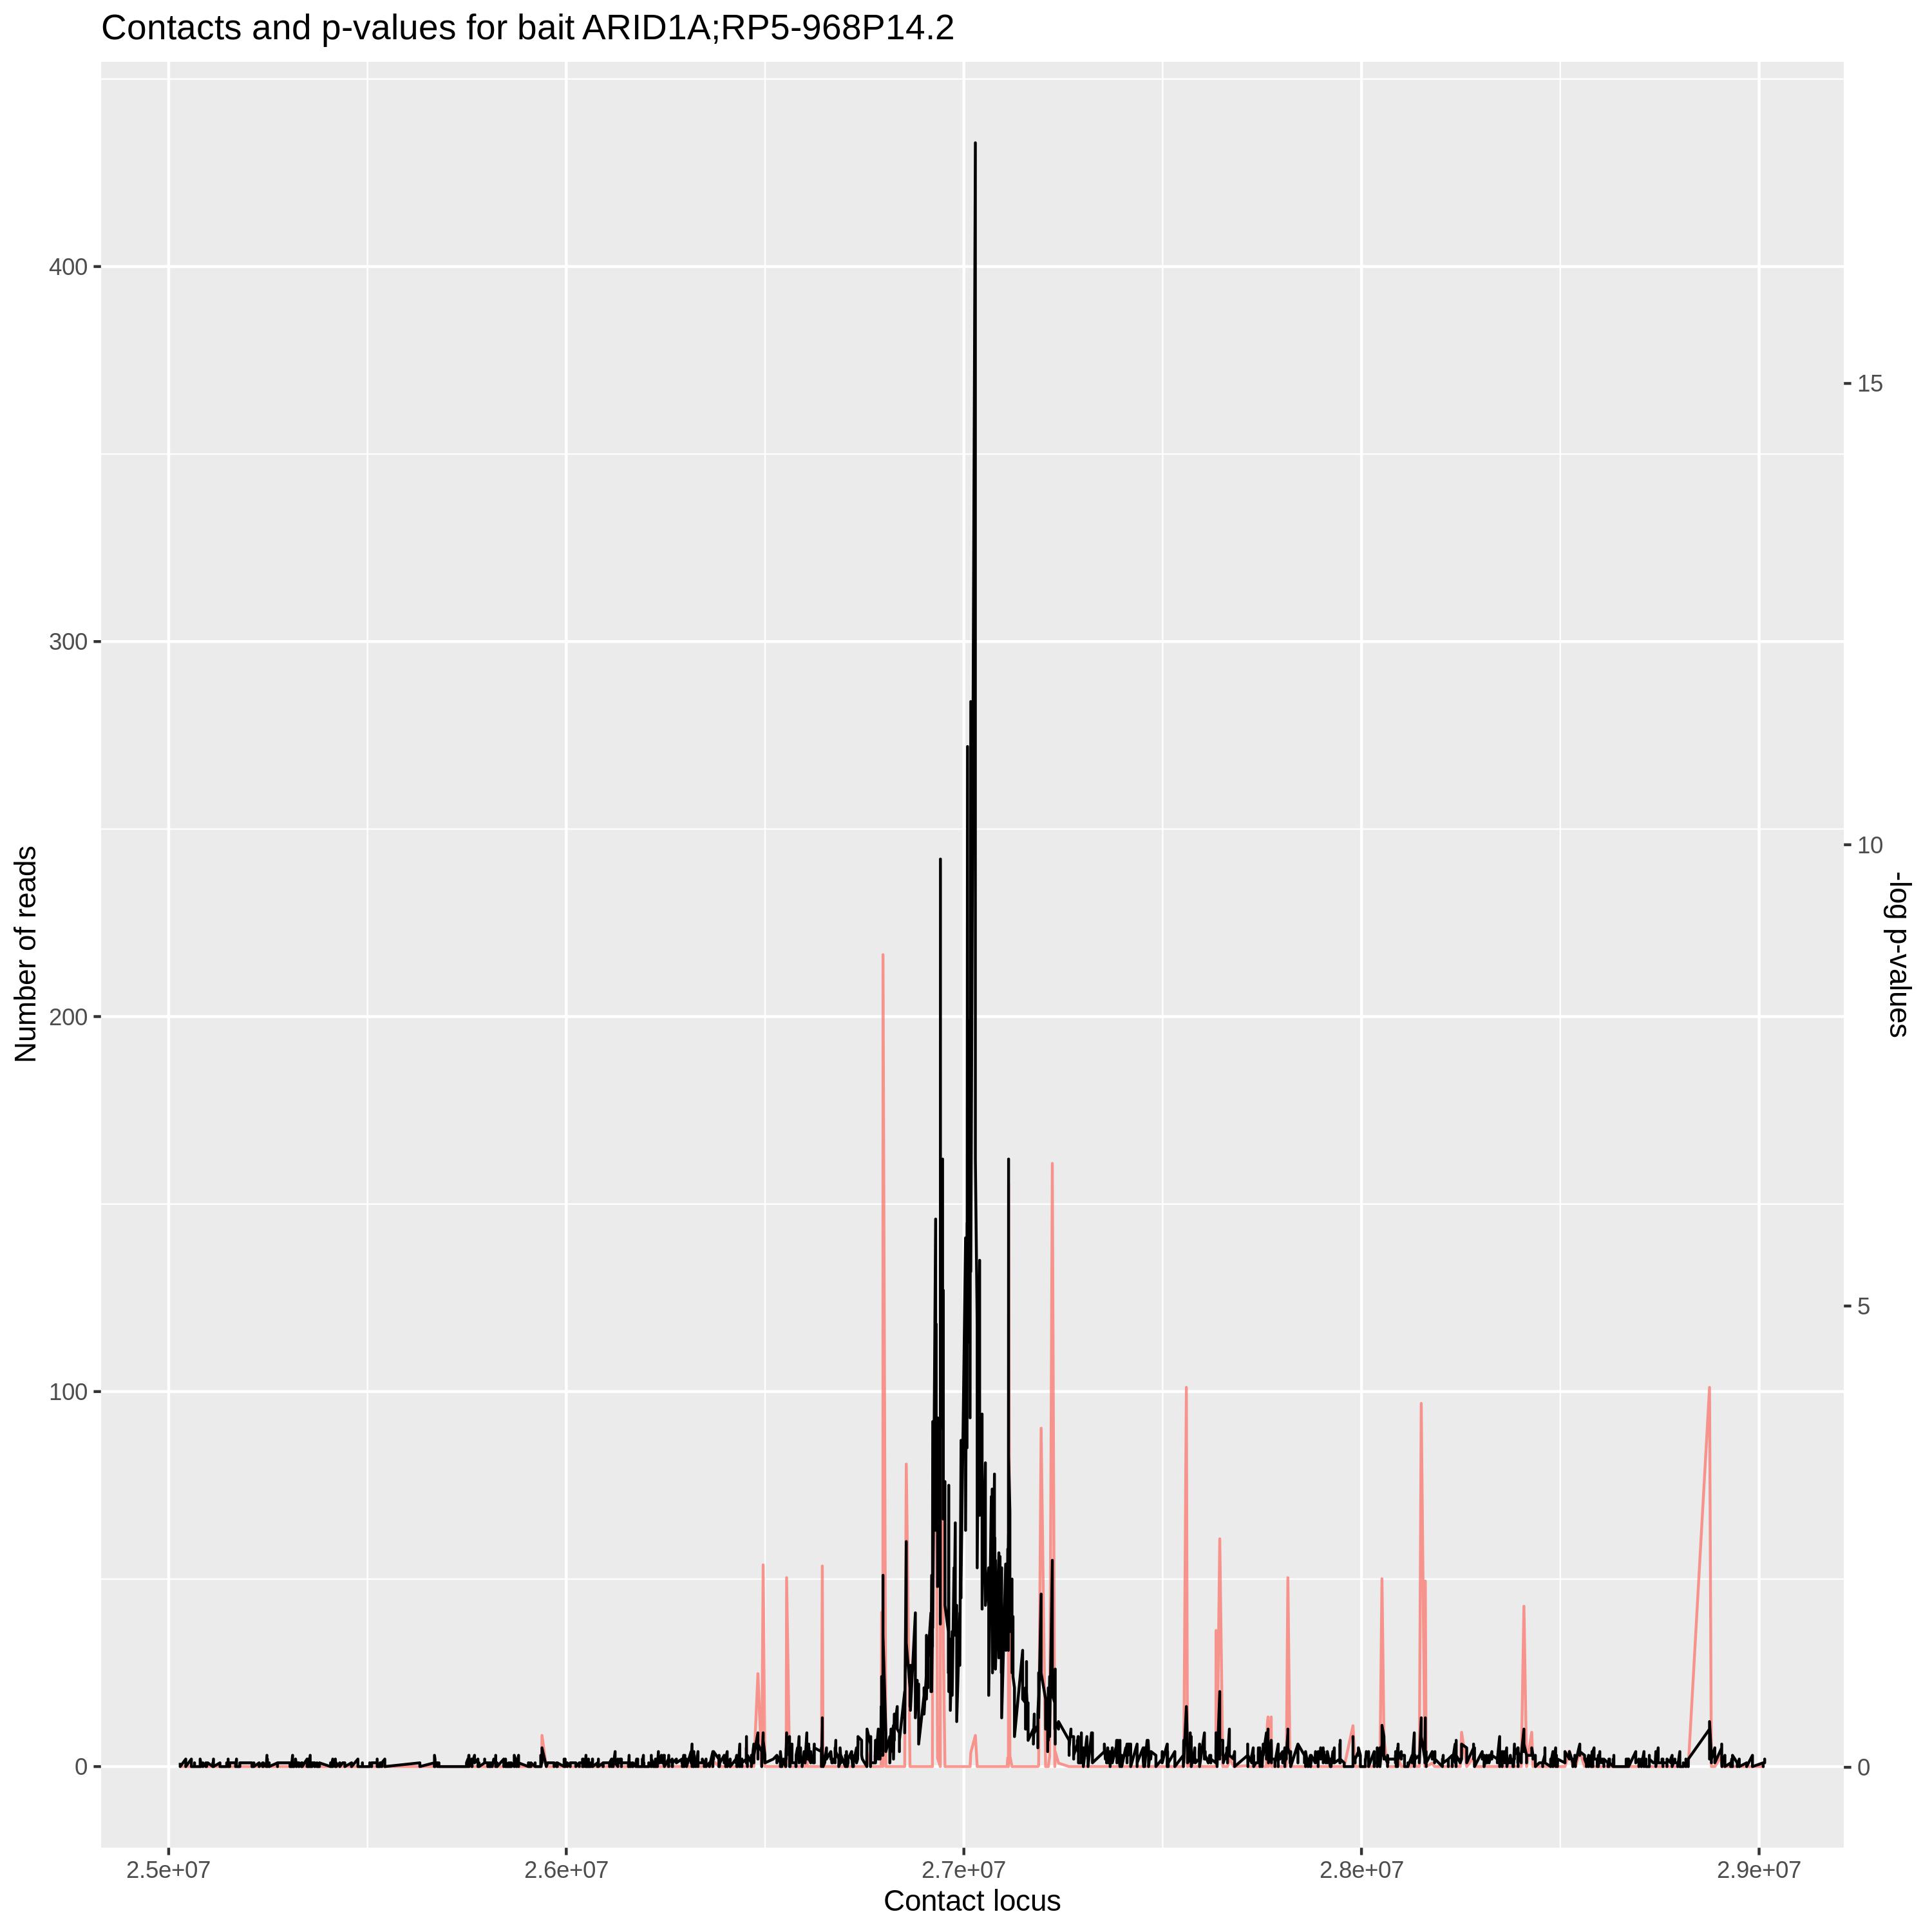 Contacts and p-values for bait ARID1A;RP5-968P14.2
400
300
200
100
0
Number of reads
15
10
5
0
-log p-values
2.5e+07 2.6e+07 2.7e+07 2.8e+07 2.9e+07
Contact locus